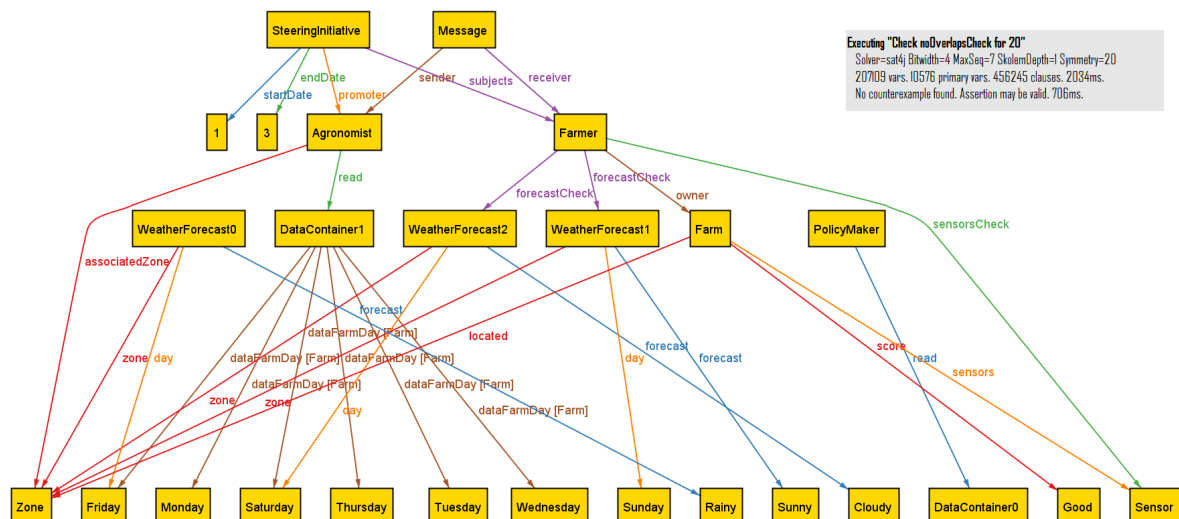 SteeringInitiative
Message
Executing "Check noOverlapsCheck for 20"
Solver=sat4j Bitwidth=4 MaxSeq=7 SkolemDepth=1 Symmetry=20
207109 vars. 10576 primary vars. 456245 clauses. 2034ms.
No counterexample found. Assertion may be valid. 706ms.
endDate
sender
subjects
receiver
startDate
promoter
1
3
Agronomist
Farmer
read
forecastCheck
forecastCheck
owner
sensorsCheck
WeatherForecast0
DataContainer1
WeatherForecast2
WeatherForecast1
Farm
PolicyMaker
associatedZone
forecast
dataFarmDay [Farm]
located
zone
day
dataFarmDay [Farm]
dataFarmDay [Farm]
forecast
forecast
day
score
read
sensors
dataFarmDay [Farm]
dataFarmDay [Farm]
zone
zone
day
dataFarmDay [Farm]
Zone
Friday
Monday
Saturday
Thursday
Tuesday
Wednesday
Sunday
Rainy
Sunny
Cloudy
DataContainer0
Good
Sensor